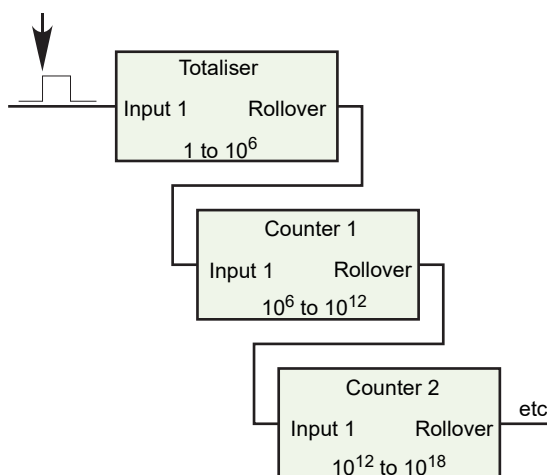 Totaliser
Input 1 Rollover
1 to 10⁶
Counter 1
Input 1 Rollover
10⁶ to 10¹²
Counter 2
Input 1 Rollover
etc
10¹² to 10¹⁸